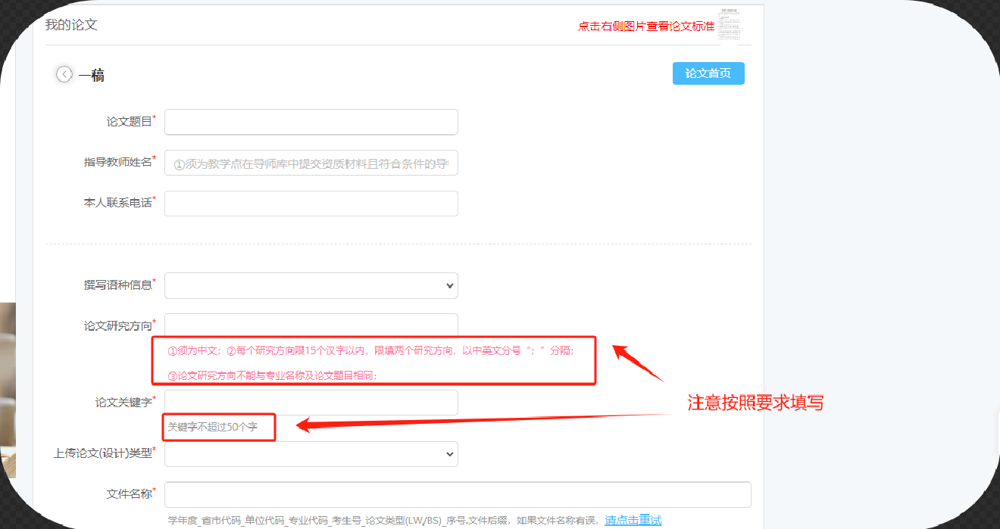 我的论文
点击右侧图片查看论文标准
一稿
论文首页
论文题目*
指导教师姓名*
①须为教学点在导师库中提交资质材料且符合条件的导
本人联系电话*
撰写语种信息*
论文研究方向*
①须为中文；②每个研究方向限15个汉字以内，限填两个研究方向，以中英文分号“；”分隔；
③论文研究方向不能与专业名称及论文题目相同；
论文关键字*
注意按照要求填写
关键字不超过50个字
上传论文(设计)类型*
文件名称*
学年度_省市代码_单位代码_专业代码_考生号_论文类型(LW/BS)_序号.文件后缀，如果文件名称有误，请点击重试